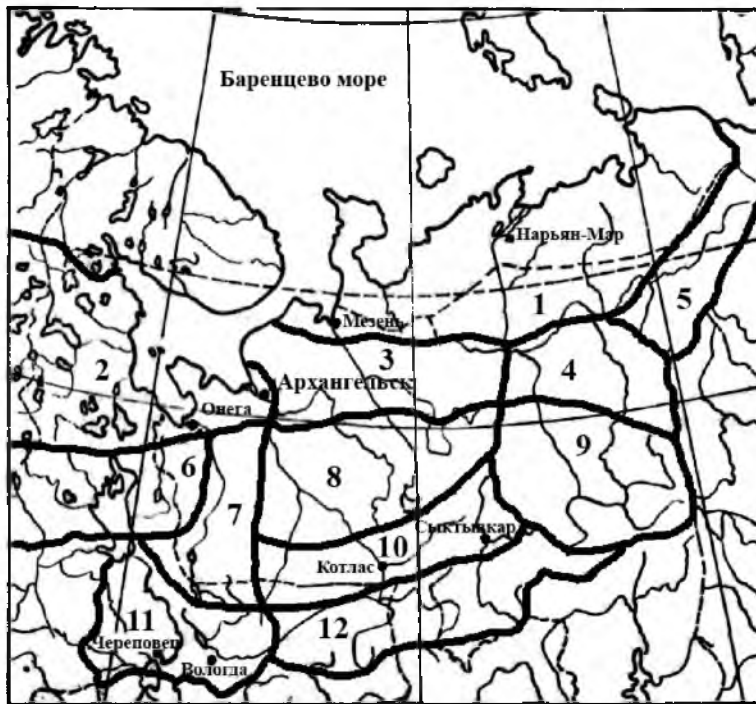 Баренцево море
Нарьян-Мар
1
5
Мезень
3
2
4
Архангельск
Онега
6
8
9
7
Сыктывкар
10
Котлас
11
12
Череповец
Вологда